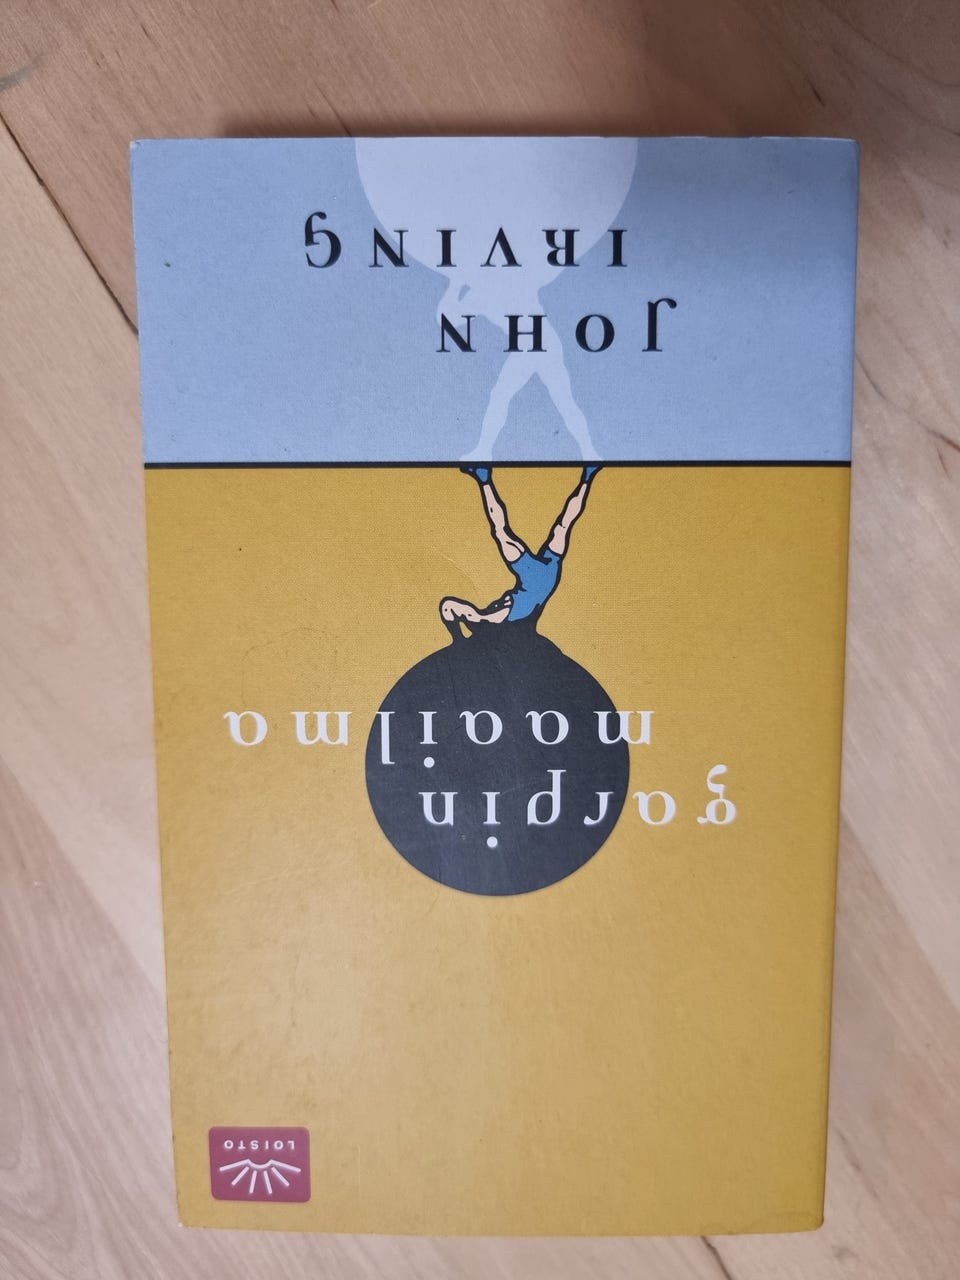 LOISTO
garpin
maailma
JOHN
IRVING